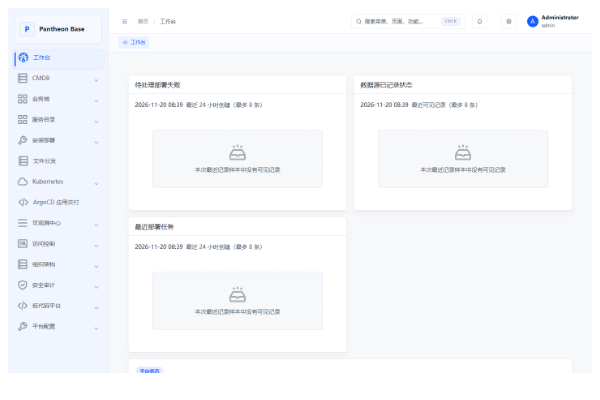 P Pantheon Base
首页 / 工作台
搜索菜单、页面、功能... Ctrl K
A Administrator
admin
工作台
工作台
CMDB
业务域
服务目录
安装部署
文件分发
Kubernetes
ArgoCD 应用交付
可观测中心
访问控制
组织架构
安全审计
低代码平台
平台配置
待处理部署失败
2026-11-20 08:39 最近 24 小时创建（最多 8 条）
本次最近记录样本中没有可见记录
数据源已记录状态
2026-11-20 08:39 最近可见记录（最多 8 条）
本次最近记录样本中没有可见记录
最近部署任务
2026-11-20 08:39 最近 24 小时创建（最多 8 条）
本次最近记录样本中没有可见记录